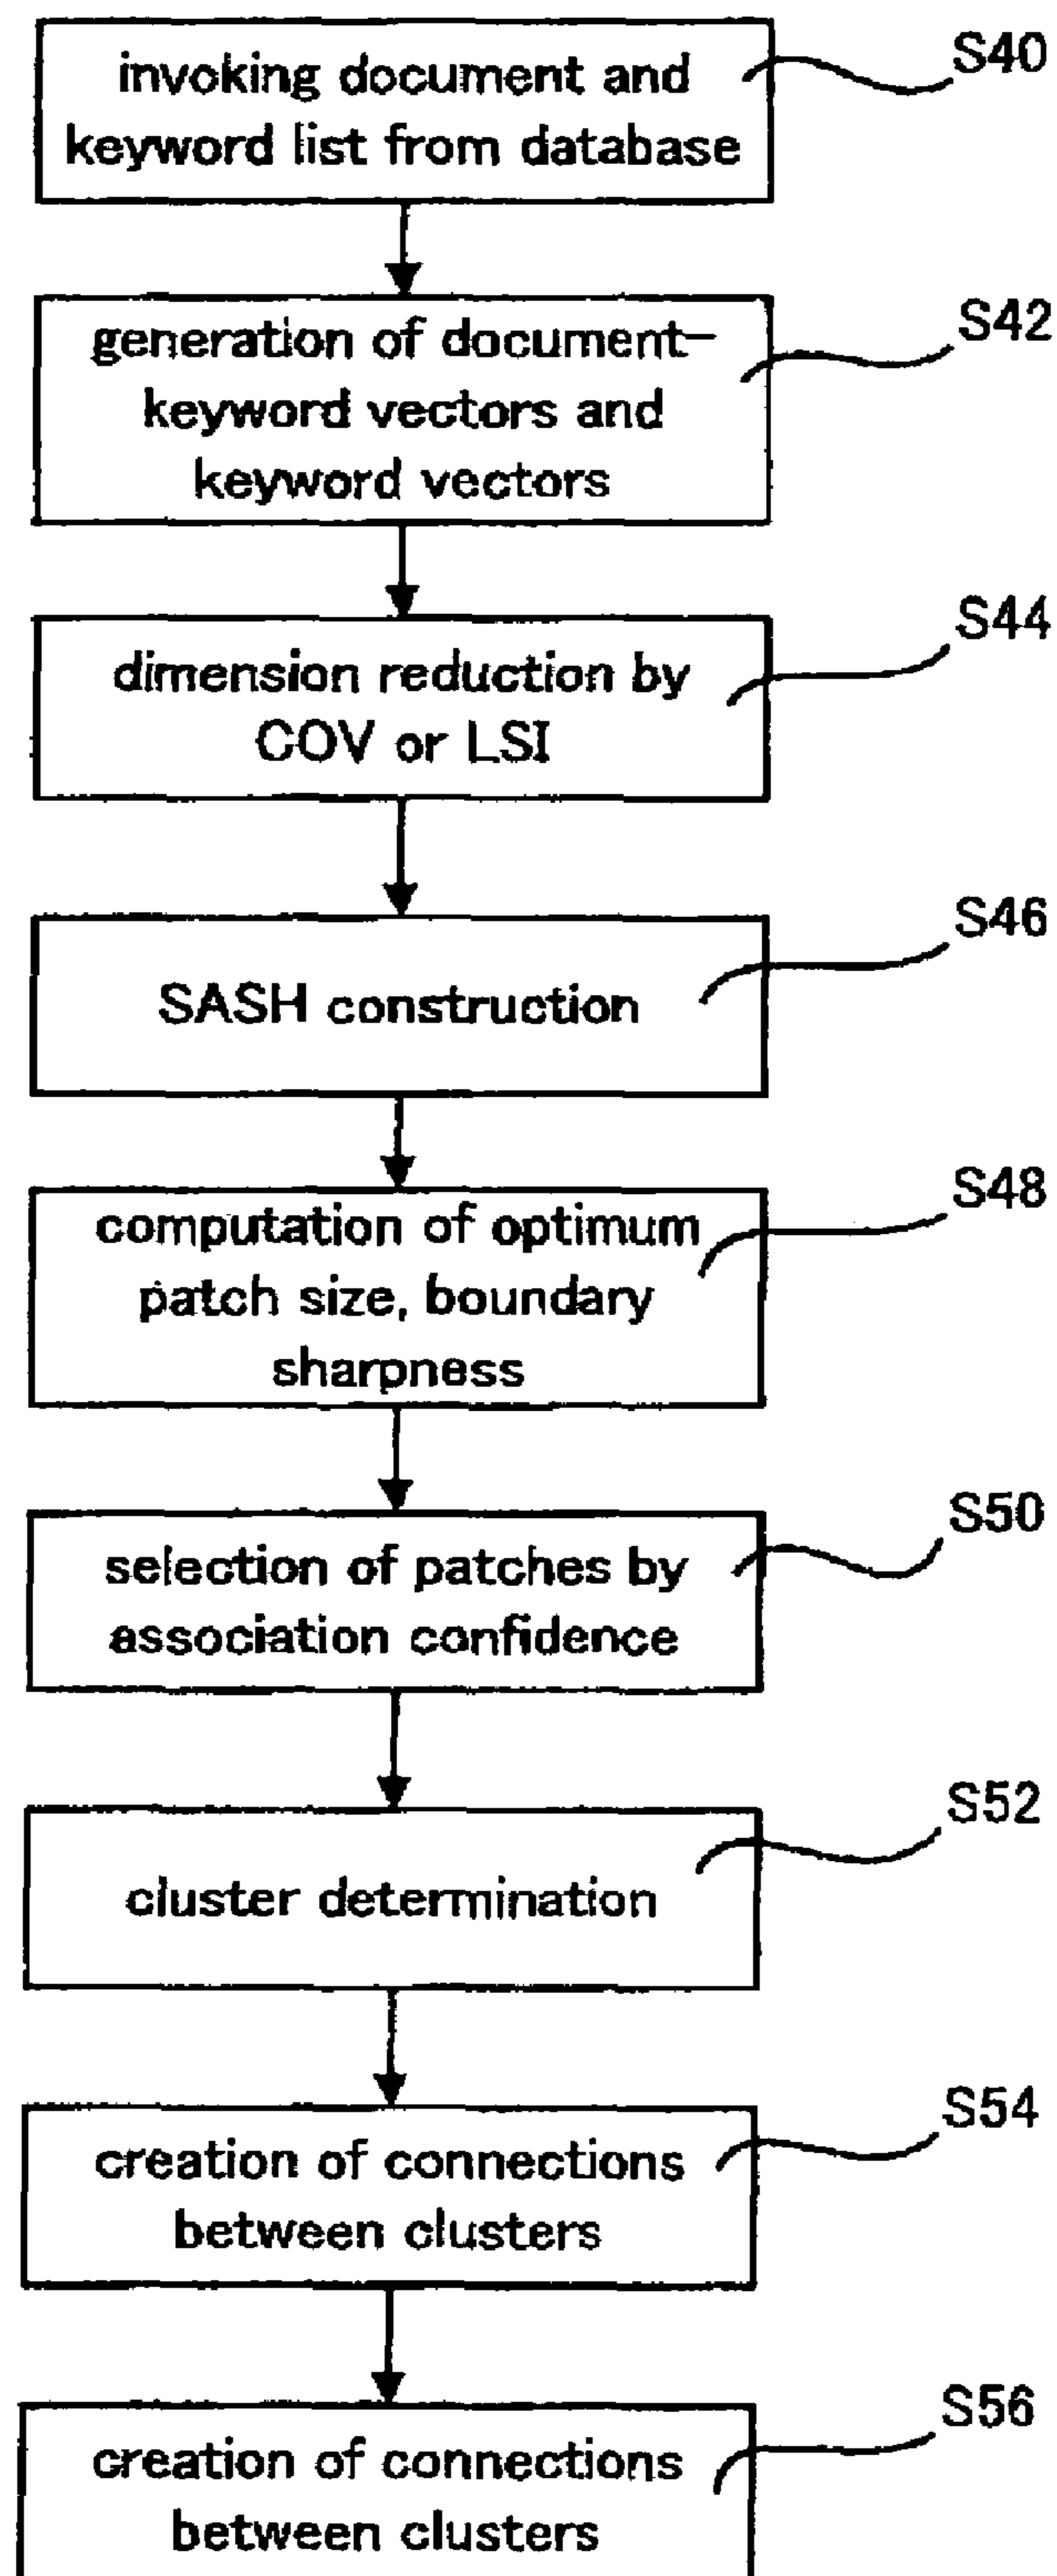 invoking document and
keyword list from database
S40
generation of document-
keyword vectors and
keyword vectors
S42
dimension reduction by
COV or LSI
S44
SASH construction
S46
computation of optimum
patch size, boundary
sharpness
S48
selection of patches by
association confidence
S50
cluster determination
S52
creation of connections
between clusters
S54
creation of connections
between clusters
S56